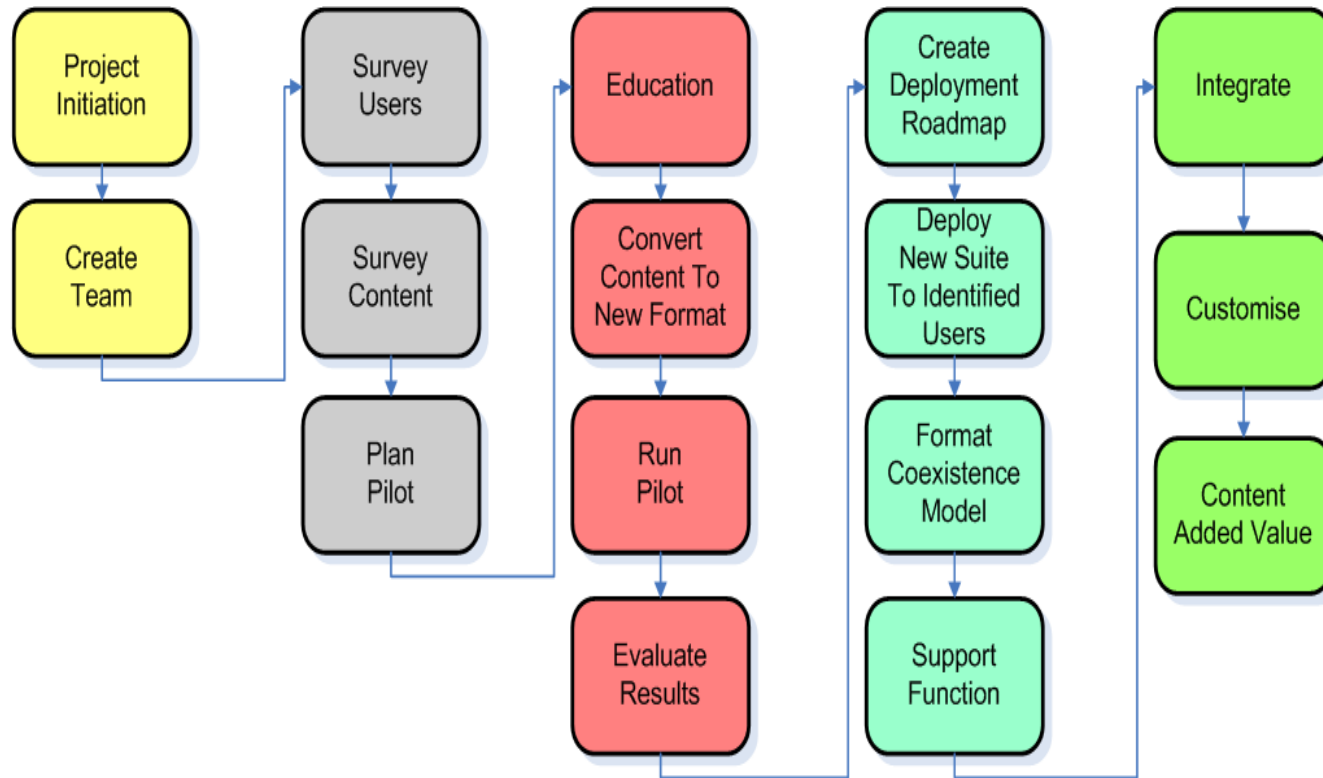 Project
Initiation
Create
Team
Survey
Users
Survey
Content
Plan
Pilot
Education
Convert
Content To
New Format
Run
Pilot
Evaluate
Results
Create
Deployment
Roadmap
Deploy
New Suite
To Identified
Users
Format
Coexistence
Model
Support
Function
Integrate
Customise
Content
Added Value